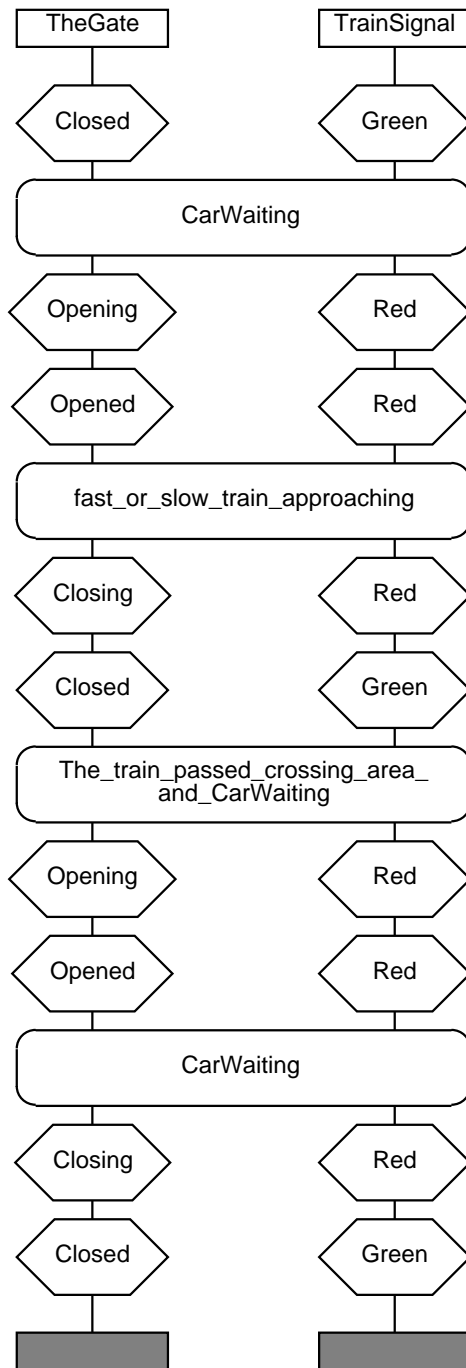 TheGate TrainSignal
Closed Green
CarWaiting
Opening Red
Opened Red
fast_or_slow_train_approaching
Closing Red
Closed Green
The_train_passed_crossing_area_
and_CarWaiting
Opening Red
Opened Red
CarWaiting
Closing Red
Closed Green